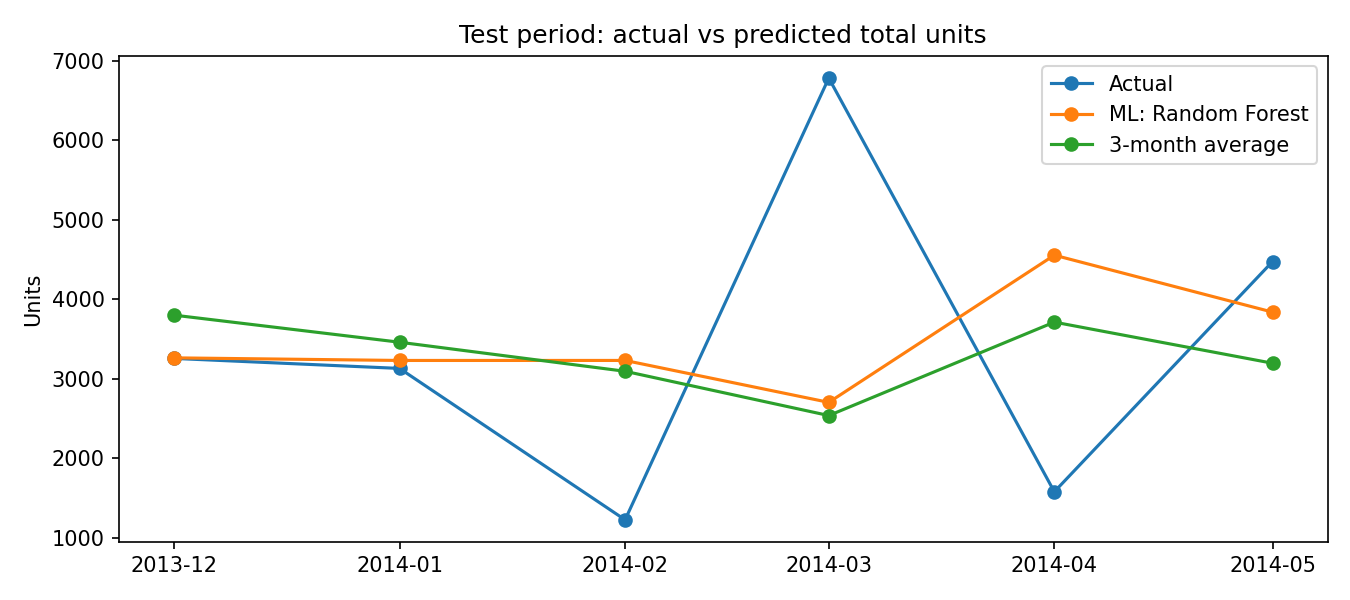 Test period: actual vs predicted total units
7000
6000
5000
4000
3000
2000
1000
Units
Actual
ML: Random Forest
3-month average
2013-12 2014-01 2014-02 2014-03 2014-04 2014-05